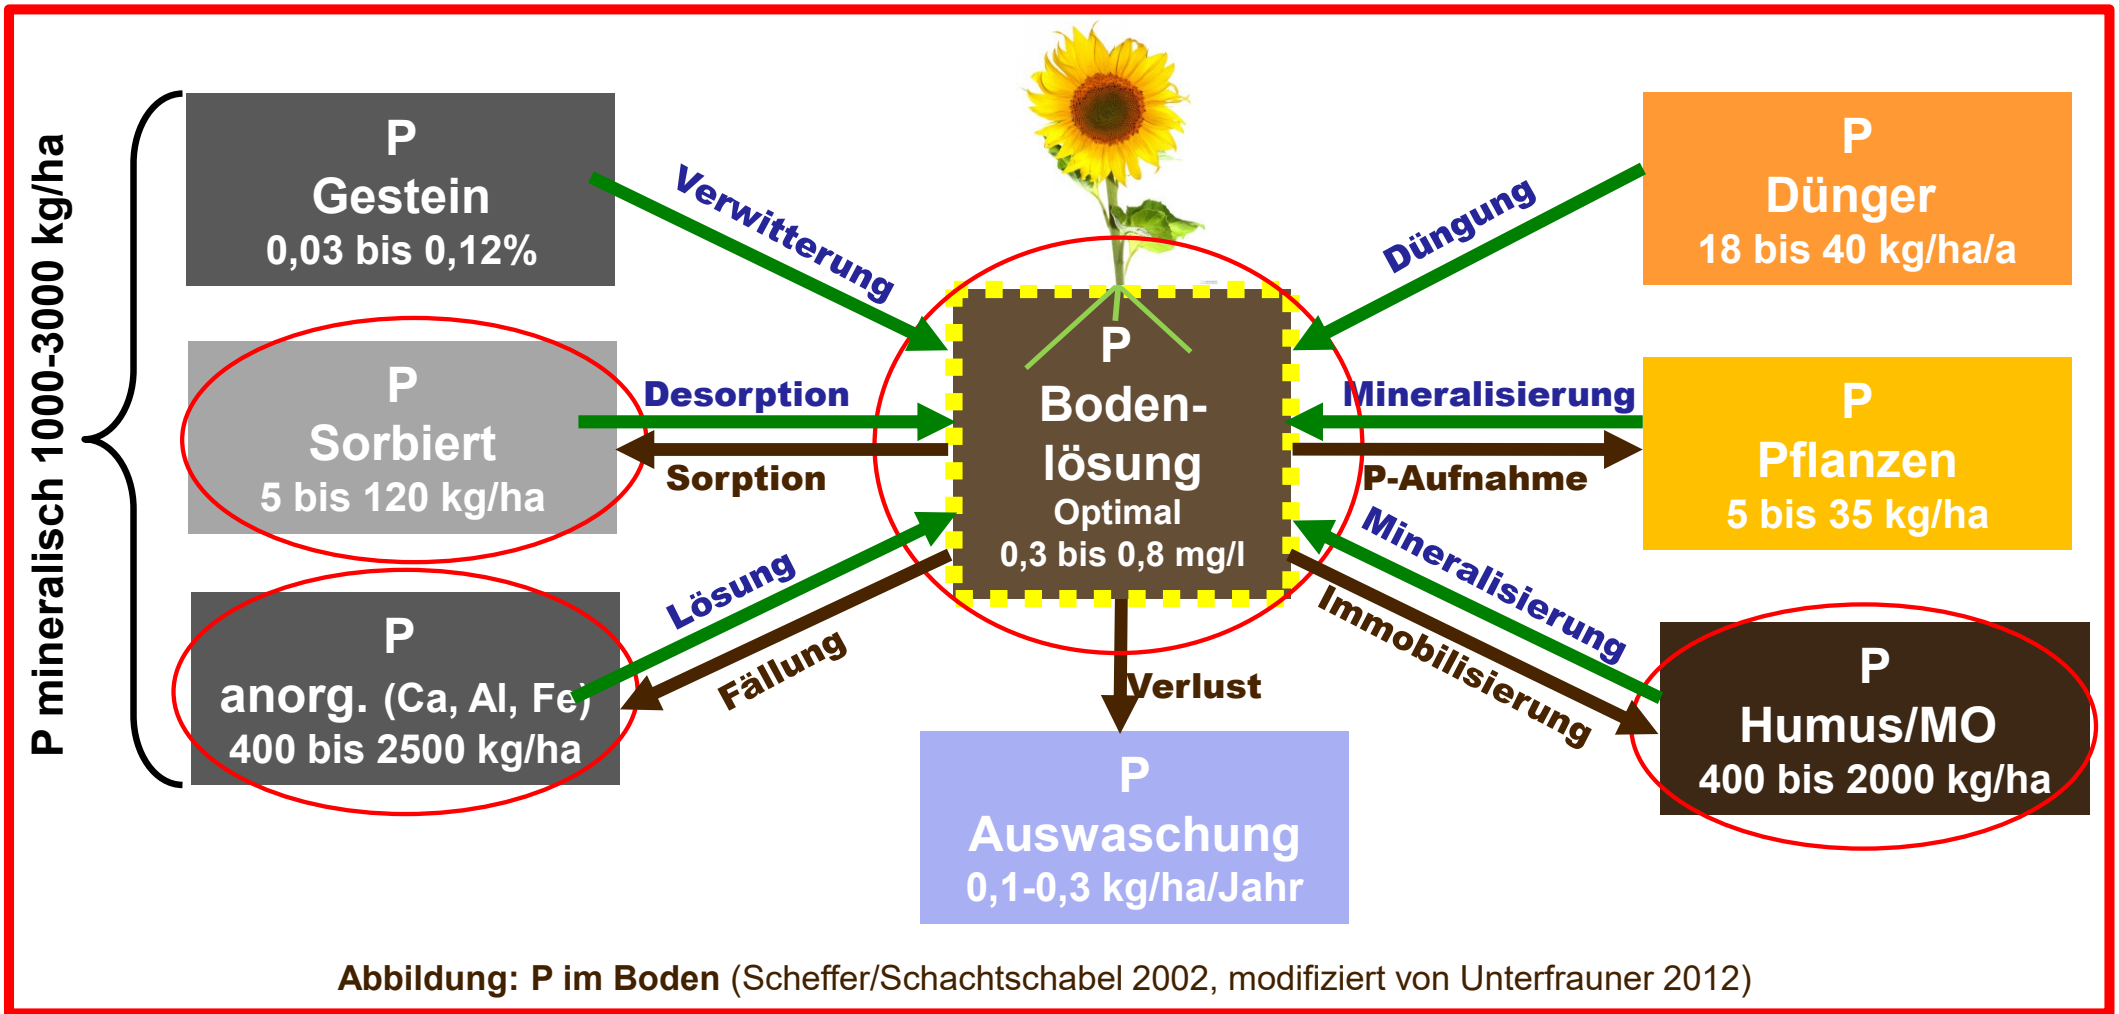 P mineralisch 1000-3000 kg/ha
P
Gestein
0,03 bis 0,12%
P
Sorbiert
5 bis 120 kg/ha
P
anorg. (Ca, Al, Fe)
400 bis 2500 kg/ha
Verwitterung
Desorption
Sorption
Lösung
Fällung
P
Boden-
lösung
Optimal
0,3 bis 0,8 mg/l
Verlust
P
Auswaschung
0,1-0,3 kg/ha/Jahr
Düngung
Mineralisierung
P-Aufnahme
Mineralisierung
Immobilisierung
P
Dünger
18 bis 40 kg/ha/a
P
Pflanzen
5 bis 35 kg/ha
P
Humus/MO
400 bis 2000 kg/ha
Abbildung: P im Boden (Scheffer/Schachtschabel 2002, modifiziert von Unterfrauner 2012)